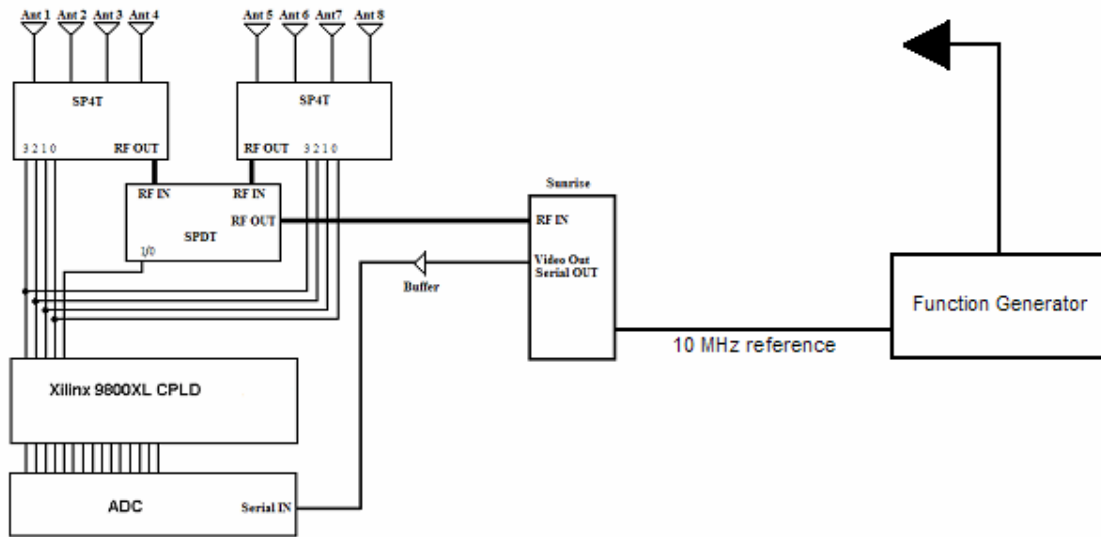 Ant 1 Ant 2 Ant 3 Ant 4
Ant 5 Ant 6 Ant7 Ant 8
SP4T
SP4T
3 2 1 0 RF OUT
RF OUT 3 2 1 0
RF IN RF IN
RF OUT
SPDT
1/0
Sunrise
RF IN
Video Out
Serial OUT
Buffer
Function Generator
10 MHz reference
Xilinx 9800XL CPLD
ADC
Serial IN